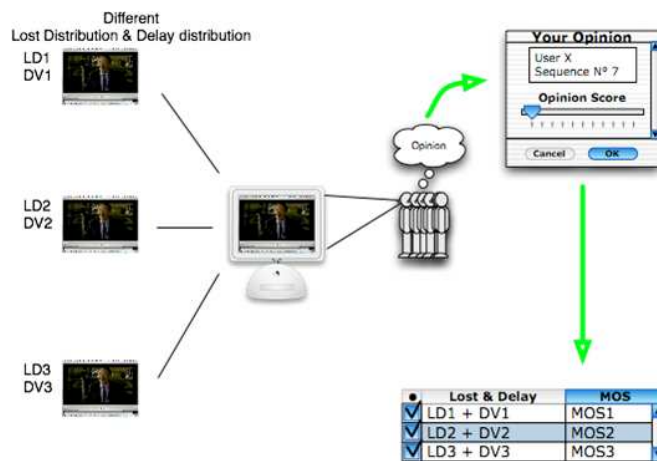 Different
Lost Distribution & Delay distribution
LD1
DV1
LD2
DV2
LD3
DV3
Opinion
Your Opinion
User X
Sequence Nº 7
Opinion Score
Cancel
OK
Lost & Delay
MOS
LD1 + DV1
MOS1
LD2 + DV2
MOS2
LD3 + DV3
MOS3